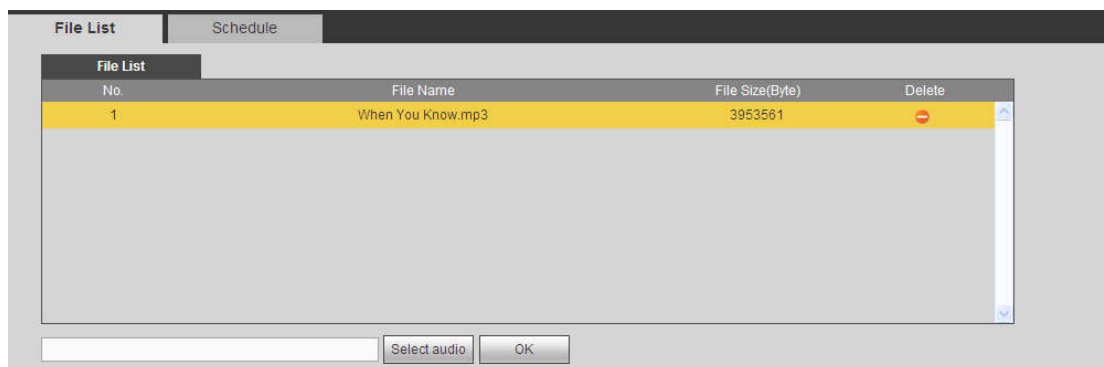 File List Schedule
File List
No. File Name File Size(Byte) Delete
1 When You Know.mp3 3953561
Select audio OK